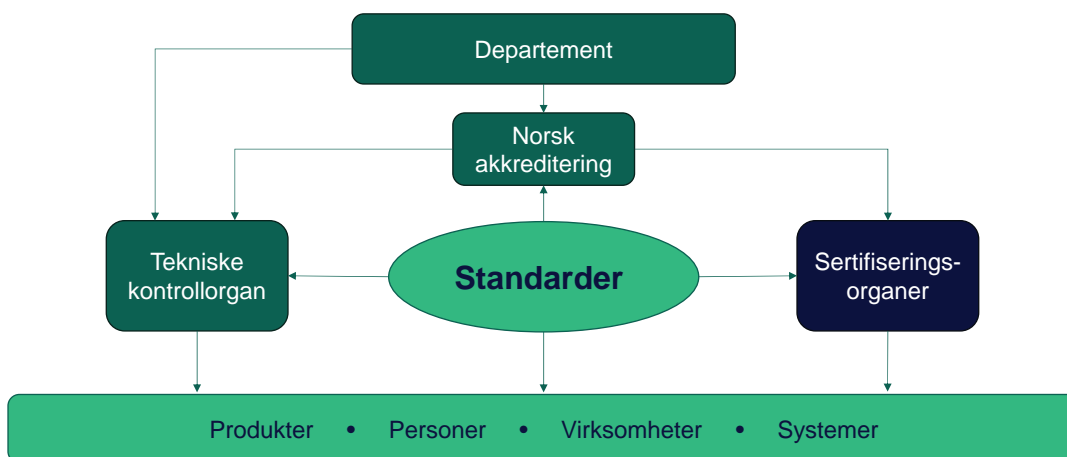 Departement
Norsk
akkreditering
Tekniske
kontrollorgan
Standarder
Sertifiserings-
organer
Produkter • Personer • Virksomheter • Systemer